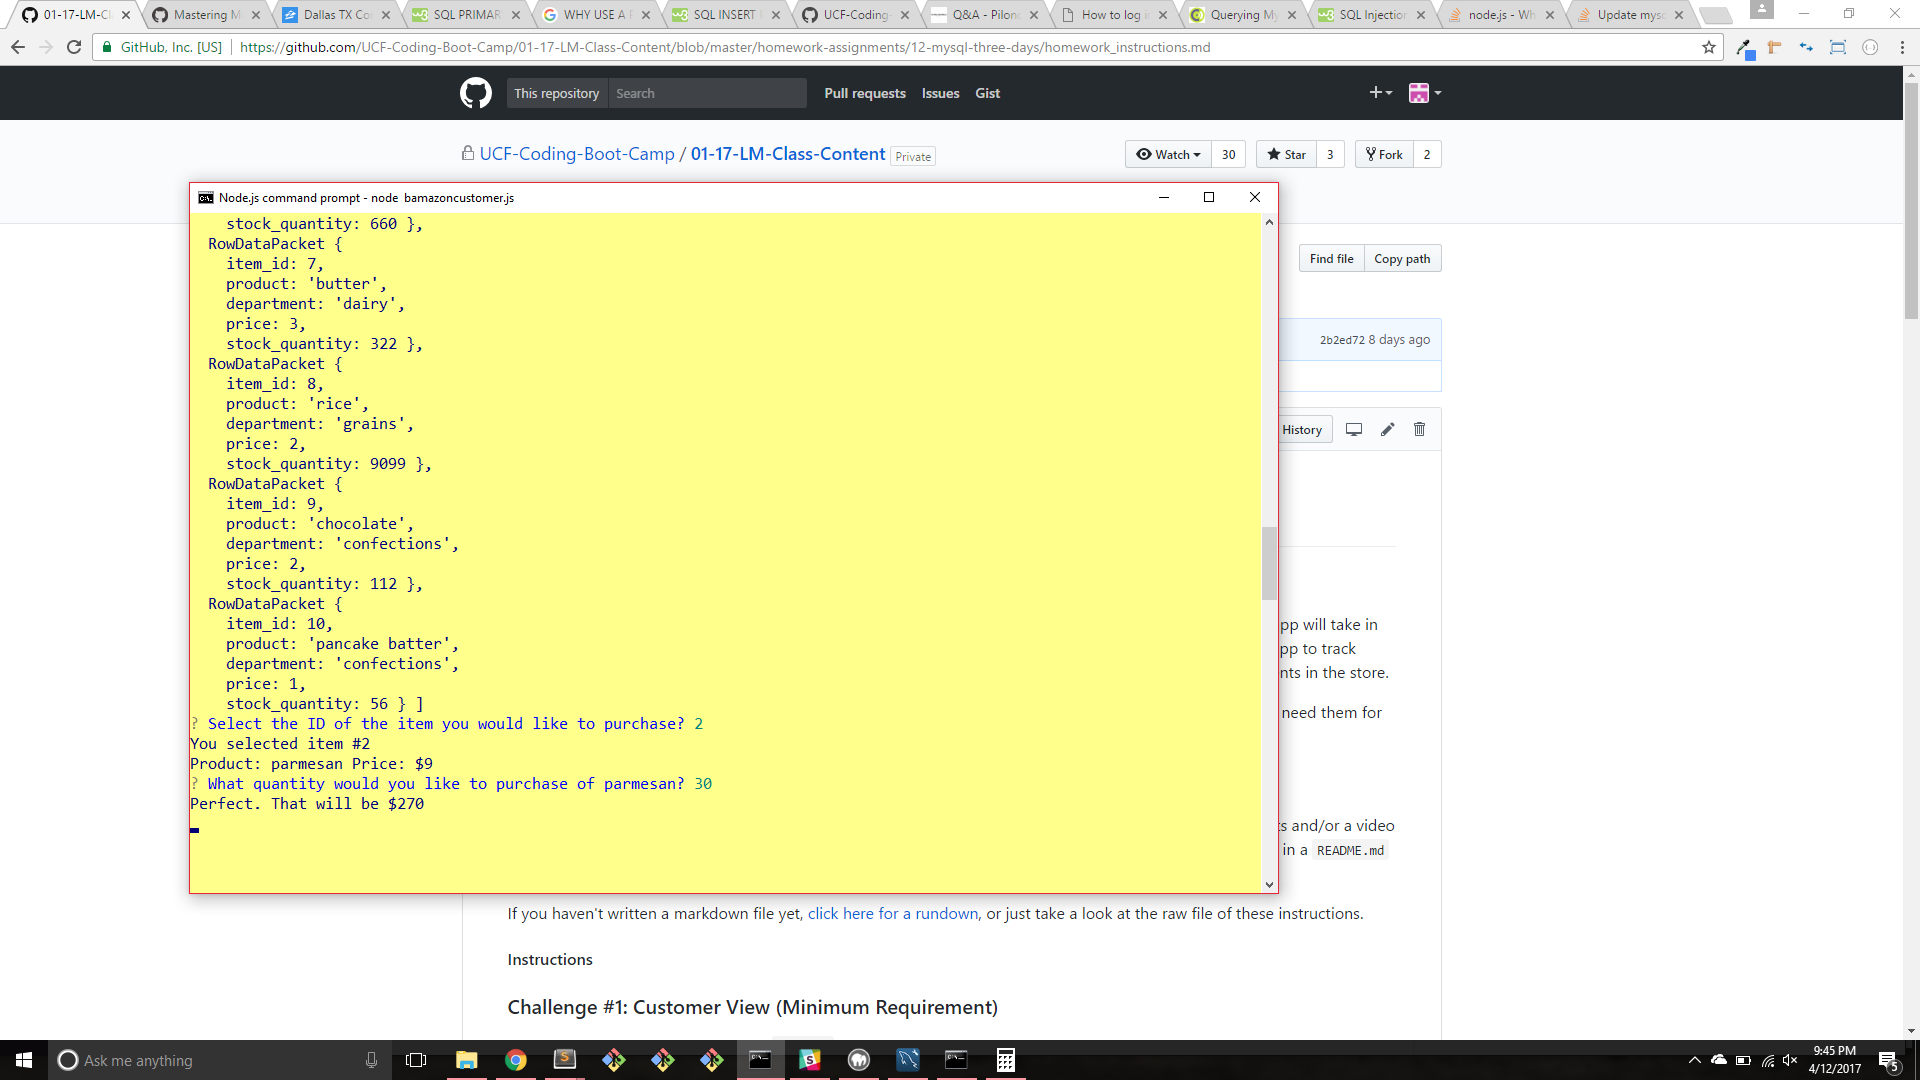 01-17-LM-Cl
Mastering M
Dallas TX Co
SQL PRIMAR
WHY USE A
SQL INSERT
UCF-Coding-
Q&A - Pilon
How to log i
Querying My
SQL Injection
node.js - Wh
Update mysq
GitHub, Inc. [US] https://github.com/UCF-Coding-Boot-Camp/01-17-LM-Class-Content/blob/master/homework-assignments/12-mysql-three-days/homework_instructions.md
This repository Search Pull requests Issues Gist
UCF-Coding-Boot-Camp / 01-17-LM-Class-Content Private
Watch 30 Star 3 Fork 2
Node.js command prompt - node bamazoncustomer.js
stock_quantity: 660 },
RowDataPacket {
item_id: 7,
product: 'butter',
department: 'dairy',
price: 3,
stock_quantity: 322 },
RowDataPacket {
item_id: 8,
product: 'rice',
department: 'grains',
price: 2,
stock_quantity: 9099 },
RowDataPacket {
item_id: 9,
product: 'chocolate',
department: 'confections',
price: 2,
stock_quantity: 112 },
RowDataPacket {
item_id: 10,
product: 'pancake batter',
department: 'confections',
price: 1,
stock_quantity: 56 } ]
? Select the ID of the item you would like to purchase? 2
You selected item #2
Product: parmesan Price: $9
? What quantity would you like to purchase of parmesan? 30
Perfect. That will be $270
Find file Copy path
2b2ed72 8 days ago
History
pp will take in
pp to track
nts in the store.
need them for
s and/or a video
in a README.md
If you haven't written a markdown file yet, click here for a rundown, or just take a look at the raw file of these instructions.
Instructions
Challenge #1: Customer View (Minimum Requirement)
Ask me anything
9:45 PM
4/12/2017
5